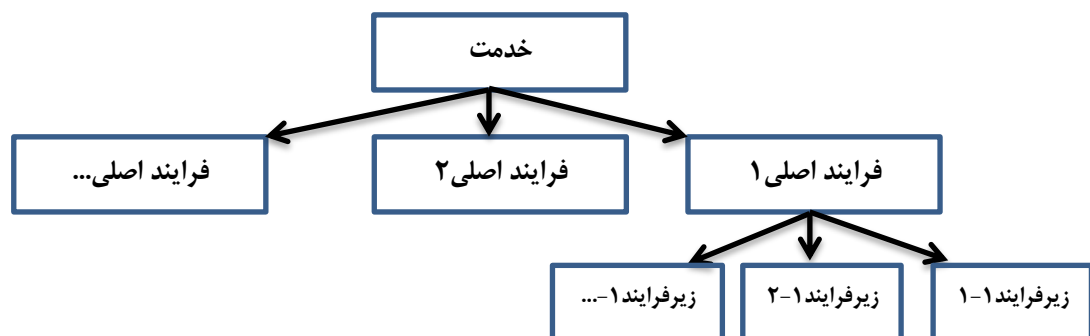 خدمت
فرایند اصلی۱
فرایند اصلی۲
فرایند اصلی...
زیرفرایند۱-۱
زیرفرایند۱-۲
زیرفرایند۱-...